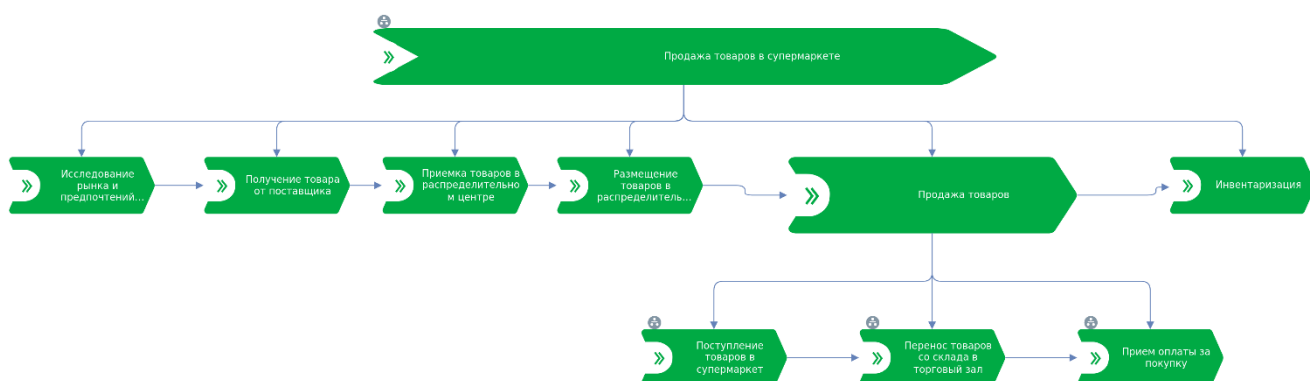 Продажа товаров в супермаркете
Исследование
рынка и
предпочтений...
Получение товара
от поставщика
Приемка товаров в
распределительно
м центре
Размещение
товаров в
распределитель...
Продажа товаров
Инвентаризация
Поступление
товаров в
супермаркет
Перенос товаров
со склада в
торговый зал
Прием оплаты за
покупку